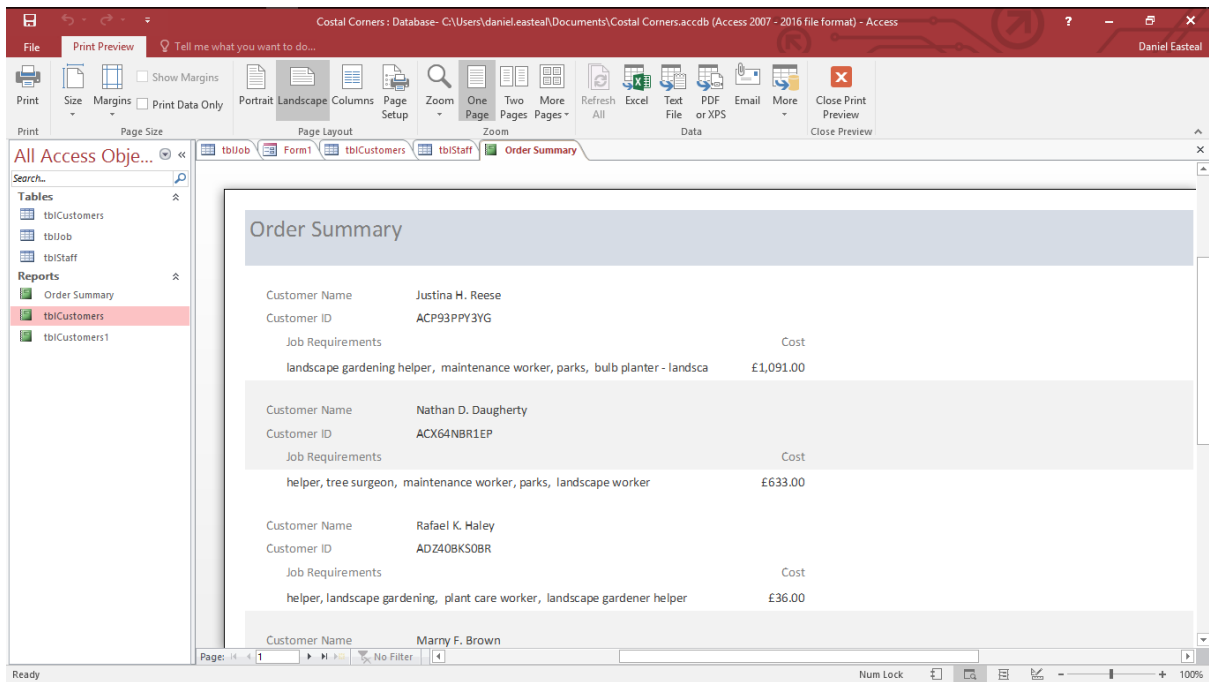 Costal Corners : Database- C:\Users\daniel.easteal\Documents\Costal Corners.accdb (Access 2007 - 2016 file format) - Access
?
File Print Preview Tell me what you want to do... Daniel Easteal
Show Margins
Print Data Only
Print Size Margins Portrait Landscape Columns Page Setup Zoom One Page Two Pages More Pages Refresh All Excel Text File PDF or XPS Email More Close Print Preview
Print Page Size Page Layout Zoom Data Close Preview
All Access Obje... «
tblJob Form1 tblCustomers tblStaff Order Summary
Search...
Tables
tblCustomers
tblJob
tblStaff
Reports
Order Summary
tblCustomers
tblCustomers1
Order Summary
Customer Name Justina H. Reese
Customer ID ACP93PPY3YG
Job Requirements Cost
landscape gardening helper, maintenance worker, parks, bulb planter - landsca £1,091.00
Customer Name Nathan D. Daugherty
Customer ID ACX64NBR1EP
Job Requirements Cost
helper, tree surgeon, maintenance worker, parks, landscape worker £633.00
Customer Name Rafael K. Haley
Customer ID ADZ40BKS0BR
Job Requirements Cost
helper, landscape gardening, plant care worker, landscape gardener helper £36.00
Customer Name Marny F. Brown
Page: 1 No Filter
Ready Num Lock 100%